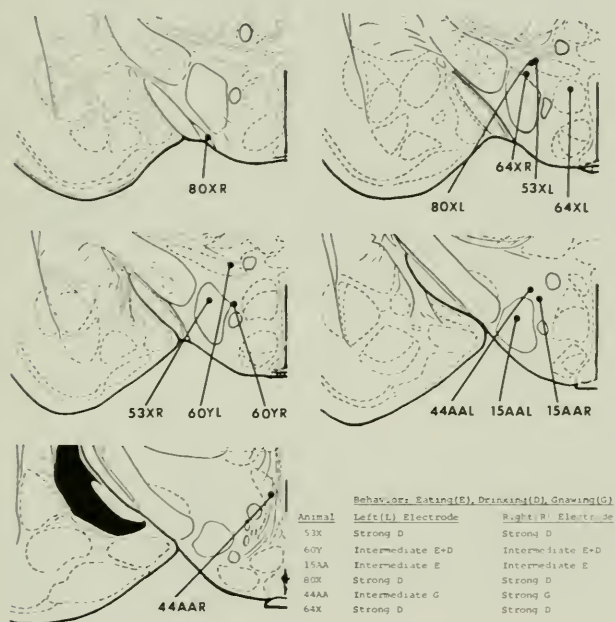 80XR
64XR
53XL
80XL
64XL
53XR
60YL
60YR
44AAL
15AAL
15AAR
44AAR
Behavior: Eating(E), Drinking(D), Gnawing(G)
Animal Left(L) Electrode Right(R) Electrode
53X Strong D Strong D
60Y Intermediate E+D Intermediate E+D
15AA Intermediate E Intermediate E
80X Strong D Strong D
44AA Intermediate G Strong G
64X Strong D Strong D